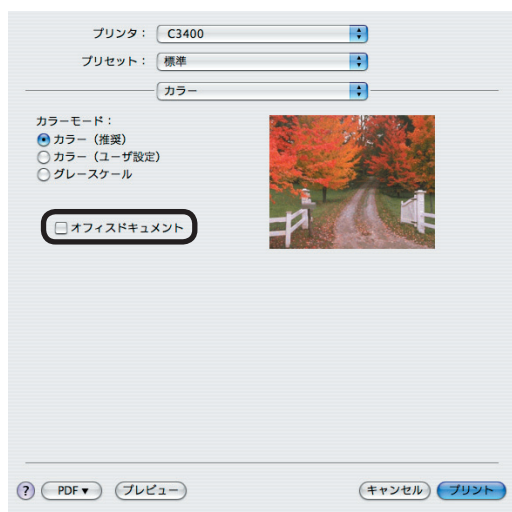 プリンタ： C3400
プリセット： 標準
カラー
カラーモード：
カラー（推奨）
カラー（ユーザ設定）
グレースケール
オフィスドキュメント
? PDF▼ プレビュー キャンセル プリント